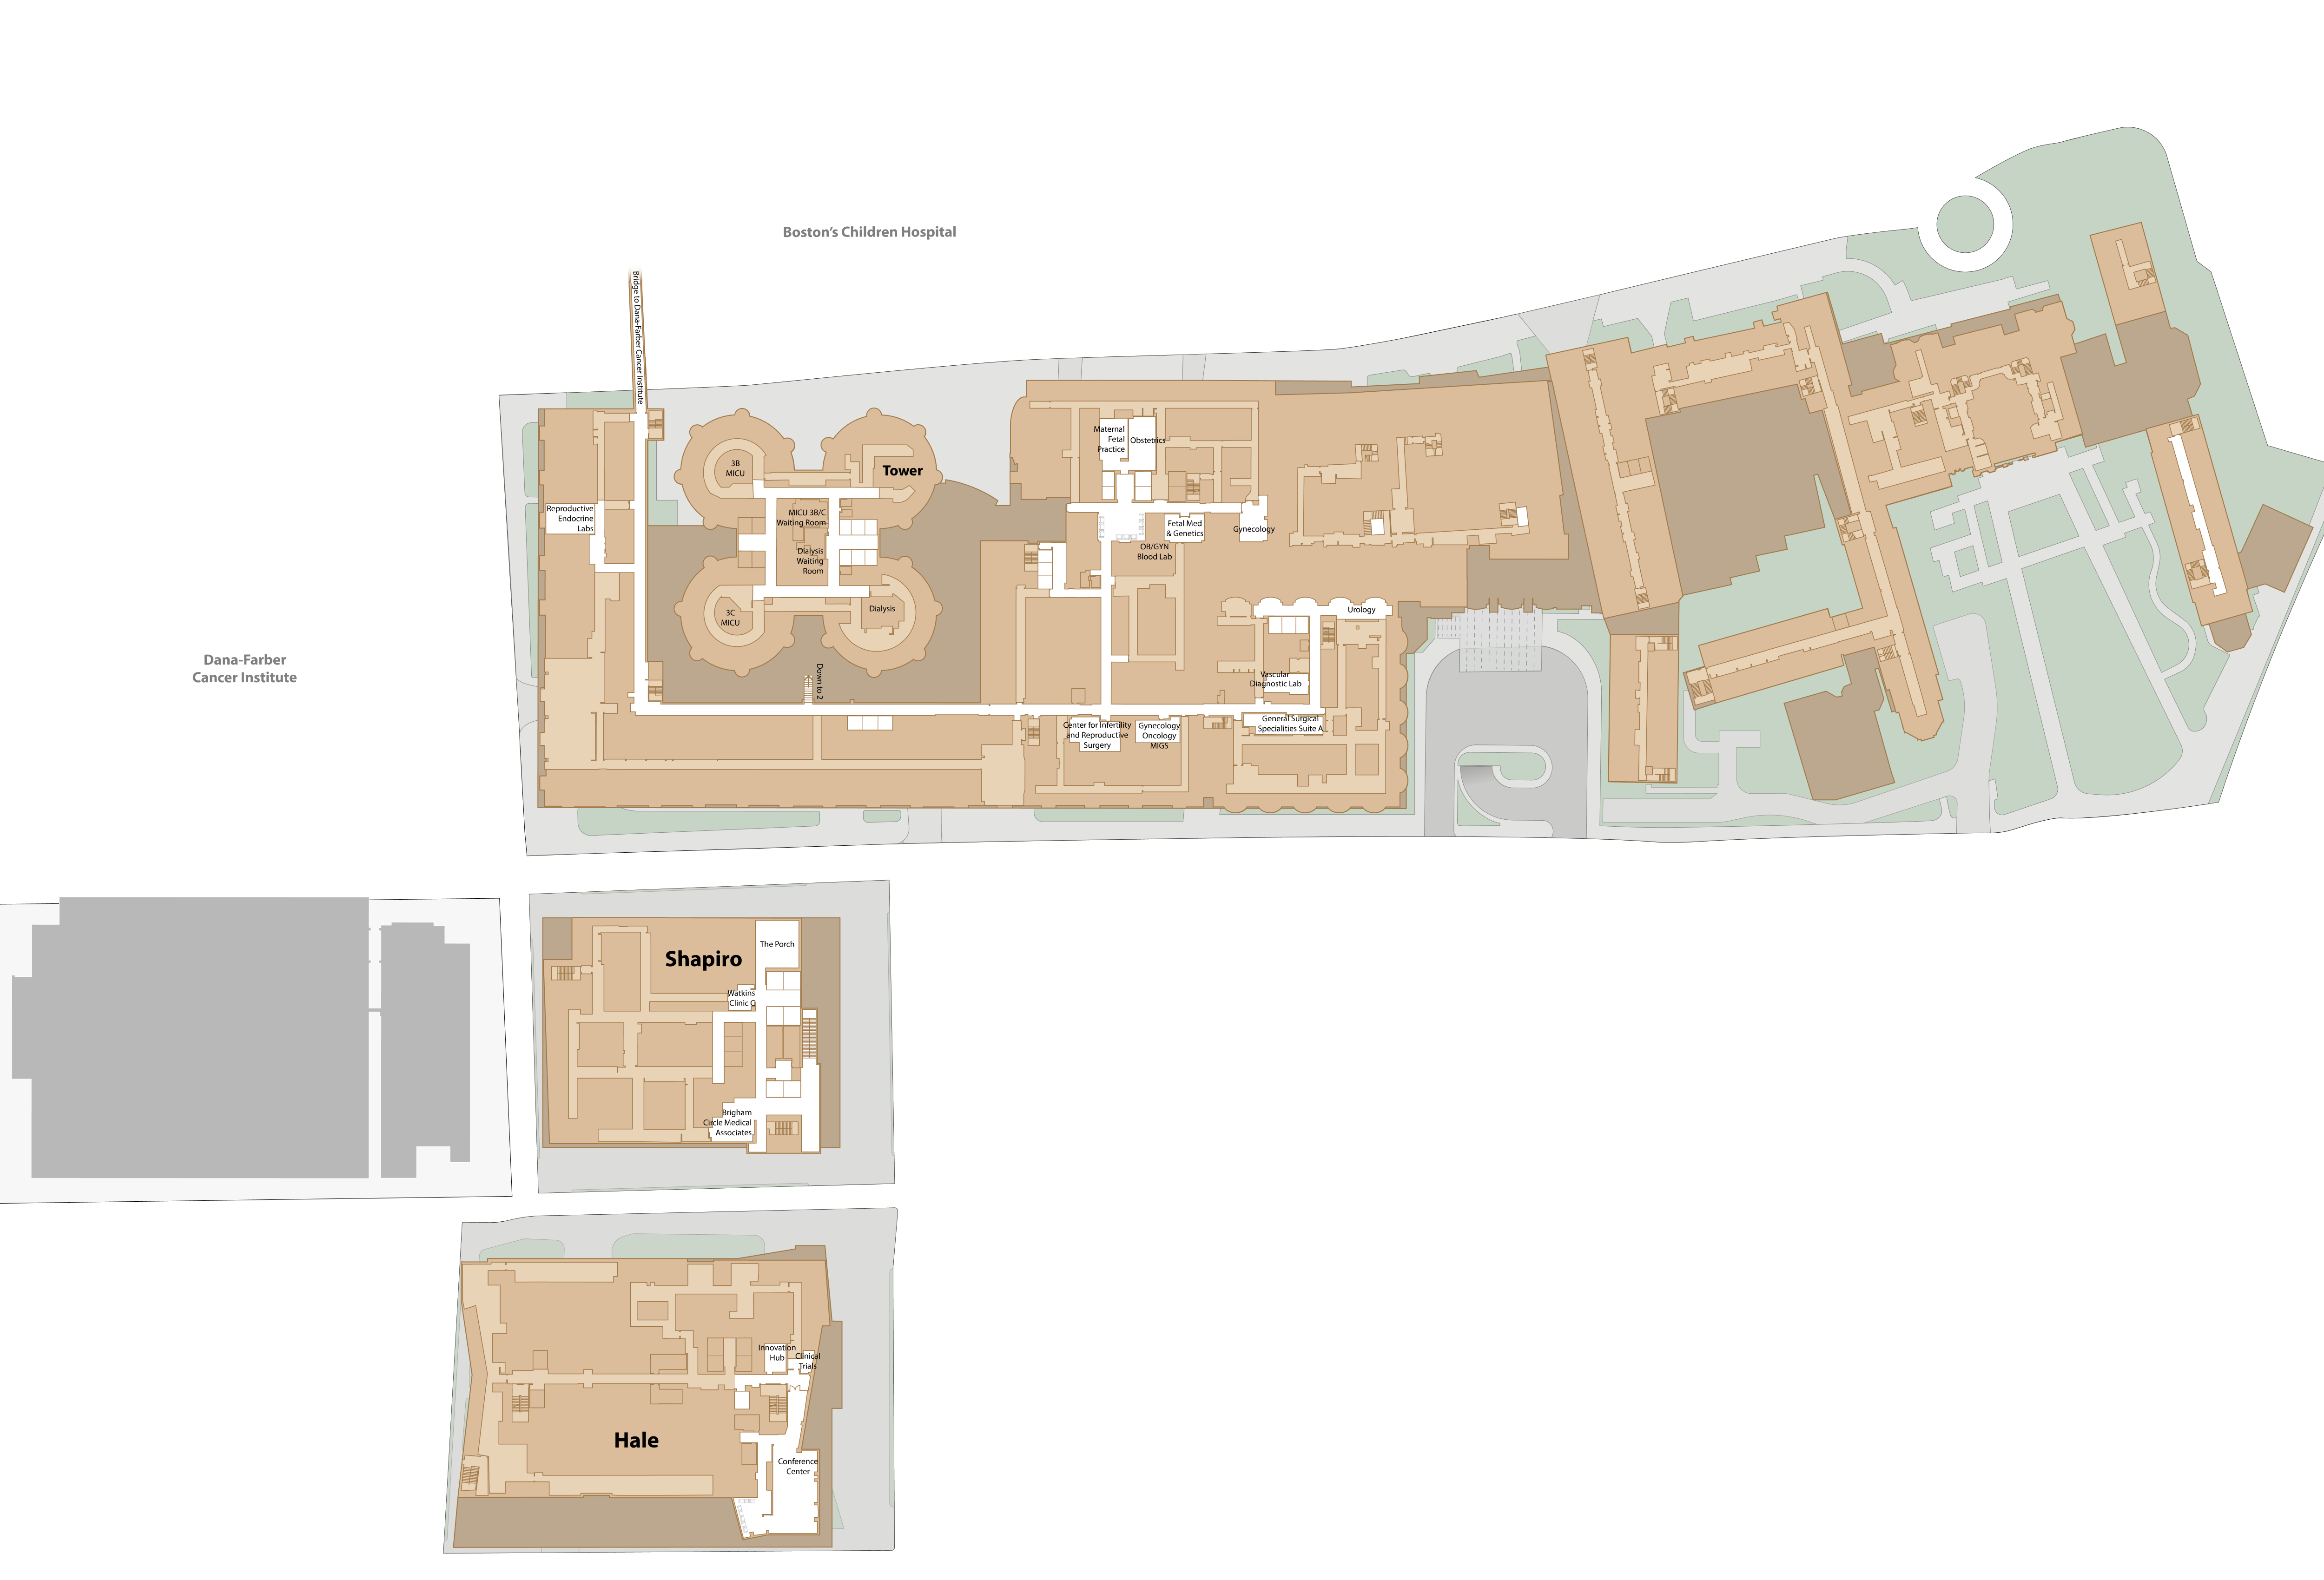 Boston's Children Hospital
Bridge to Dana-Farber Cancer Institute
Tower
3B
MICU
MICU 3B/C
Waiting Room
Dialysis
Waiting
Room
3C
MICU
Dialysis
Down to 2
Reproductive
Endocrine
Labs
Maternal
Fetal
Practice
Obstetrics
Fetal Med
& Genetics
Gynecology
OB/GYN
Blood Lab
Urology
Vascular
Diagnostic Lab
Center for Infertility
and Reproductive
Surgery
Gynecology
Oncology
MIGS
General Surgical
Specialities Suite A
Dana-Farber
Cancer Institute
Shapiro
The Porch
Watkins
Clinic C
Brigham
Circle Medical
Associates
Innovation
Hub
Clinical
Trials
Hale
Conference
Center